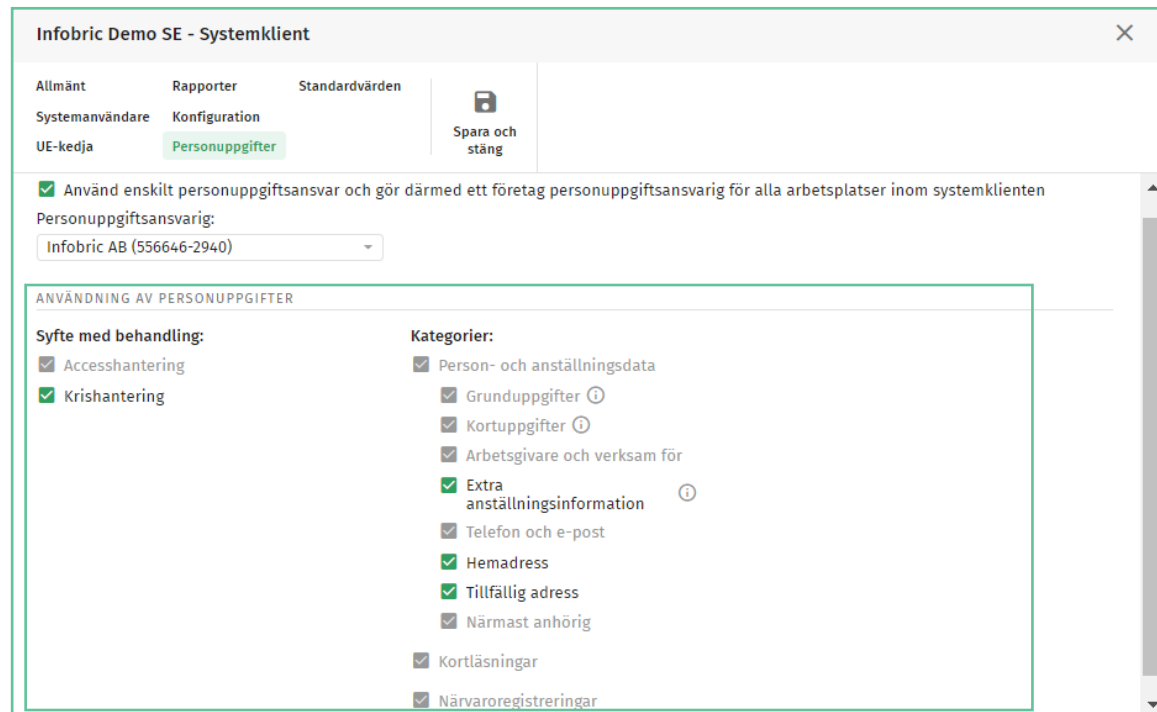 Infobric Demo SE - Systemklient
Allmänt
Rapporter
Standardvärden
Systemanvändare
Konfiguration
UE-kedja
Personuppgifter
Spara och
stäng
Använd enskilt personuppgiftsansvar och gör därmed ett företag personuppgiftsansvarig för alla arbetsplatser inom systemklienten
Personuppgiftsansvarig:
Infobric AB (556646-2940)
ANVÄNDNING AV PERSONUPPGIFTER
Syfte med behandling:
Accesshantering
Krishantering
Kategorier:
Person- och anställningsdata
Grunduppgifter
Kortuppgifter
Arbetsgivare och verksam för
Extra
anställningsinformation
Telefon och e-post
Hemadress
Tillfällig adress
Närmast anhörig
Kortläsningar
Närvaroregistreringar